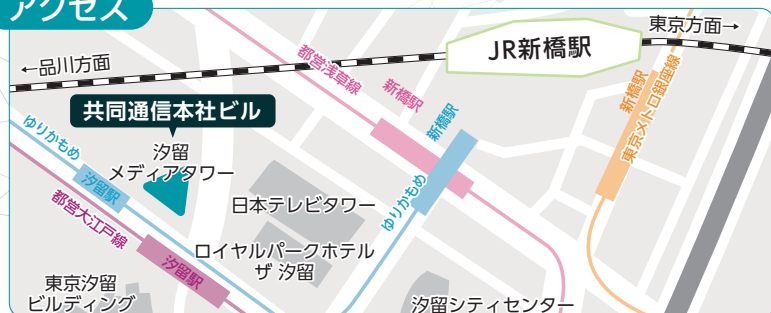 アクセス
東京方面→
JR新橋駅
←品川方面
都営浅草線
新橋駅
新橋駅
新橋駅
東京メトロ銀座線
共同通信本社ビル
ゆりかもめ
汐留
メディアタワー
汐留駅
都営大江戸線
日本テレビタワー
ゆりかもめ
ロイヤルパークホテル
ザ 汐留
汐留駅
東京汐留
ビルディング
汐留シティセンター